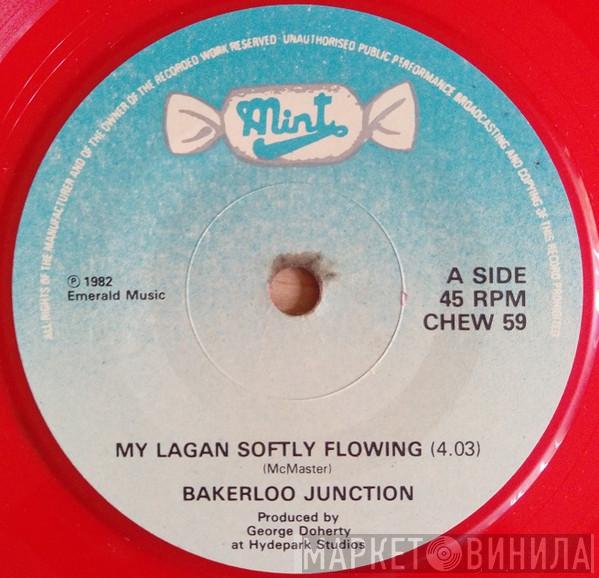 ALL RIGHTS OF THE MANUFACTURER AND OF THE OWNER OF THE RECORDED WORK RESERVED · UNAUTHORISED PUBLIC PERFORMANCE BROADCASTING AND COPYING OF THIS RECORD PROHIBITED
Mint
℗ 1982
Emerald Music
A SIDE
45 RPM
CHEW 59
MY LAGAN SOFTLY FLOWING (4.03)
(McMaster)
BAKERLOO JUNCTION
Produced by
George Doherty
at Hydepark Studios
МАРКЕТ ВИНИЛА